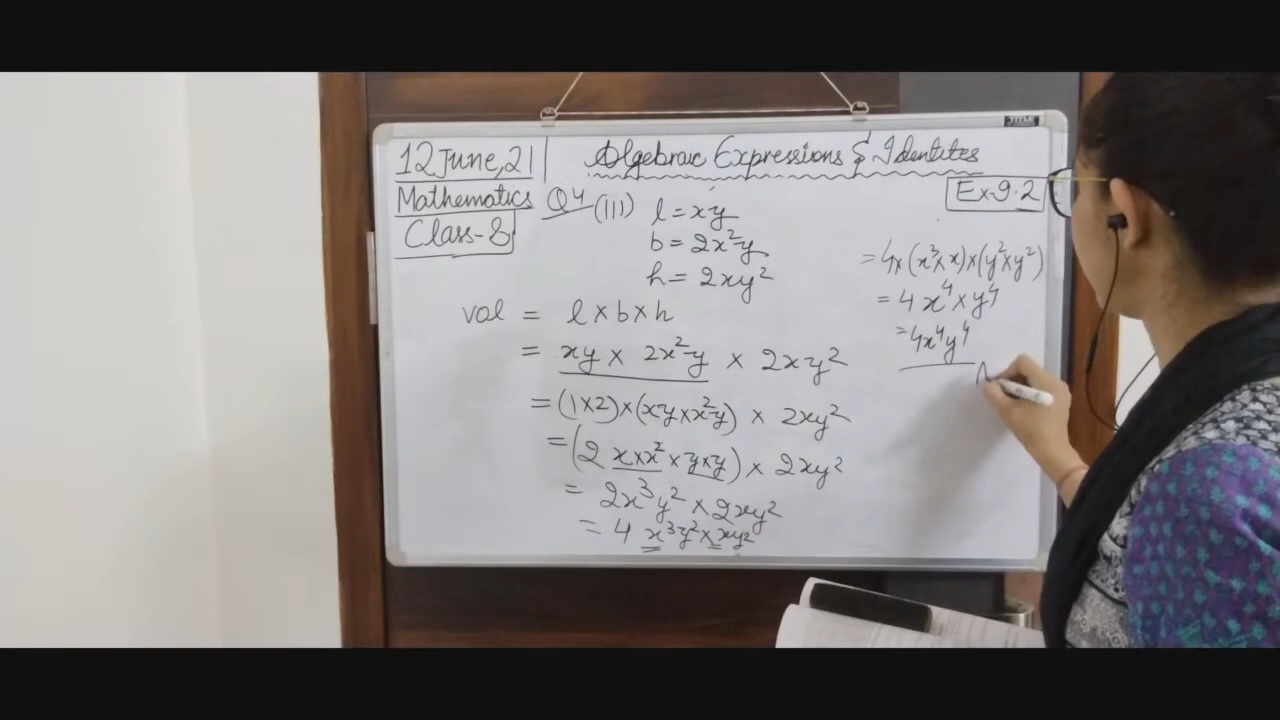 12 June, 21
Algebraic Expressions & Identites
Mathematics
Class-8
Ex 9.2
Q4 (III) l = xy
b = 2x²y
h = 2xy²
vol = l × b × h
= xy × 2x²y × 2xy²
= (1×2) × (xy × x²y) × 2xy²
= (2 x×x² × y×y) × 2xy²
= 2x³y² × 2xy²
= 4 x³y² × xy²
= 4 × (x³ × x) × (y² × y²)
= 4 x⁴ × y⁴
= 4x⁴y⁴